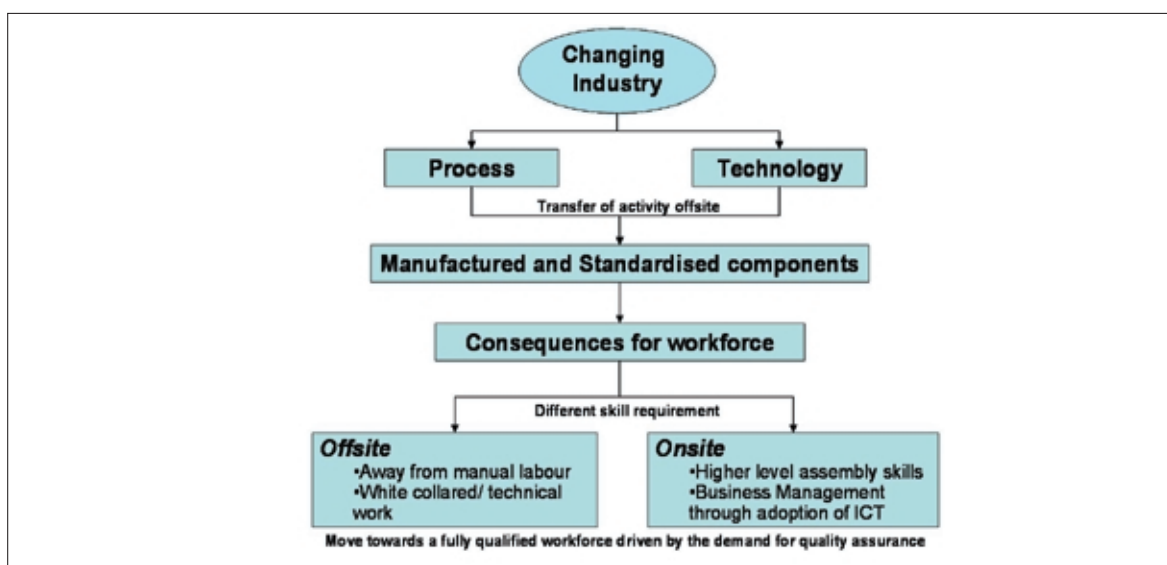 Changing
Industry
Process
Technology
Transfer of activity offsite
Manufactured and Standardised components
Consequences for workforce
Different skill requirement
Offsite
•Away from manual labour
•White collared/ technical
work
Onsite
•Higher level assembly skills
•Business Management
through adoption of ICT
Move towards a fully qualified workforce driven by the demand for quality assurance